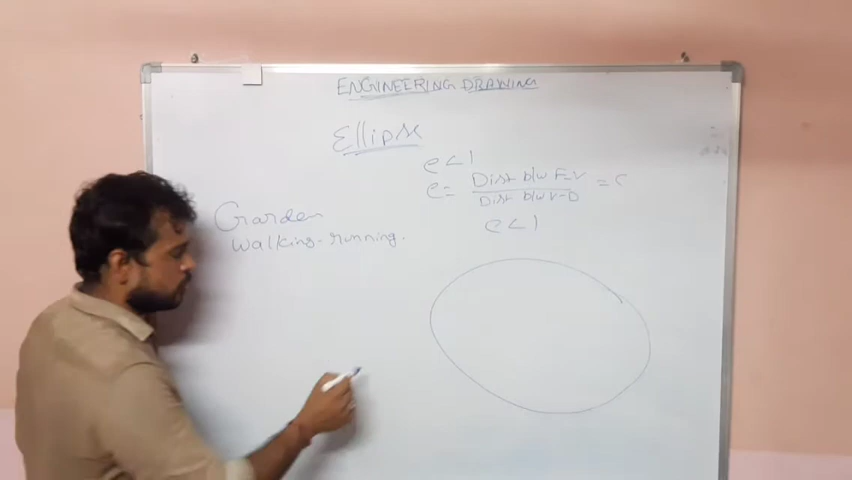 ENGINEERING DRAWING
Ellipse
e < 1
e = Dist b/w F-V
Dist b/w V-D
= C
e < 1
Garden
Walking-running.